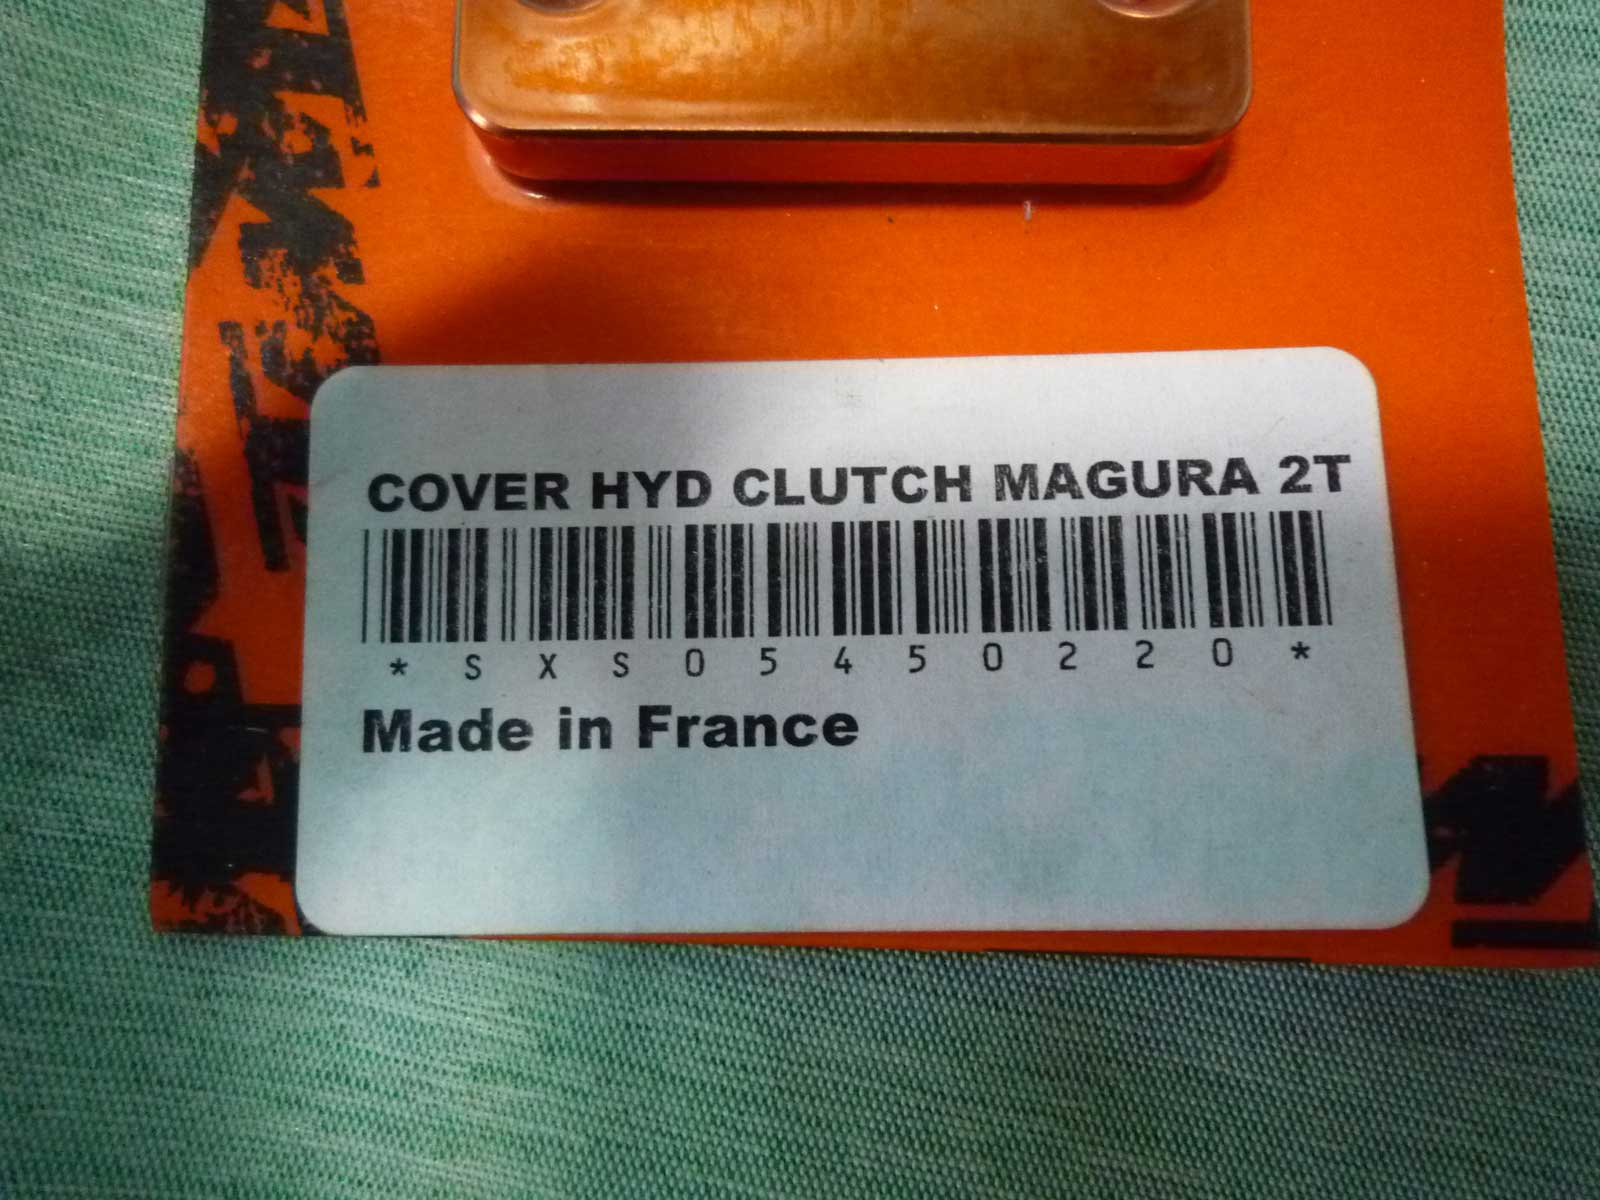 COVER HYD CLUTCH MAGURA 2T
*SXS05450220*
Made in France